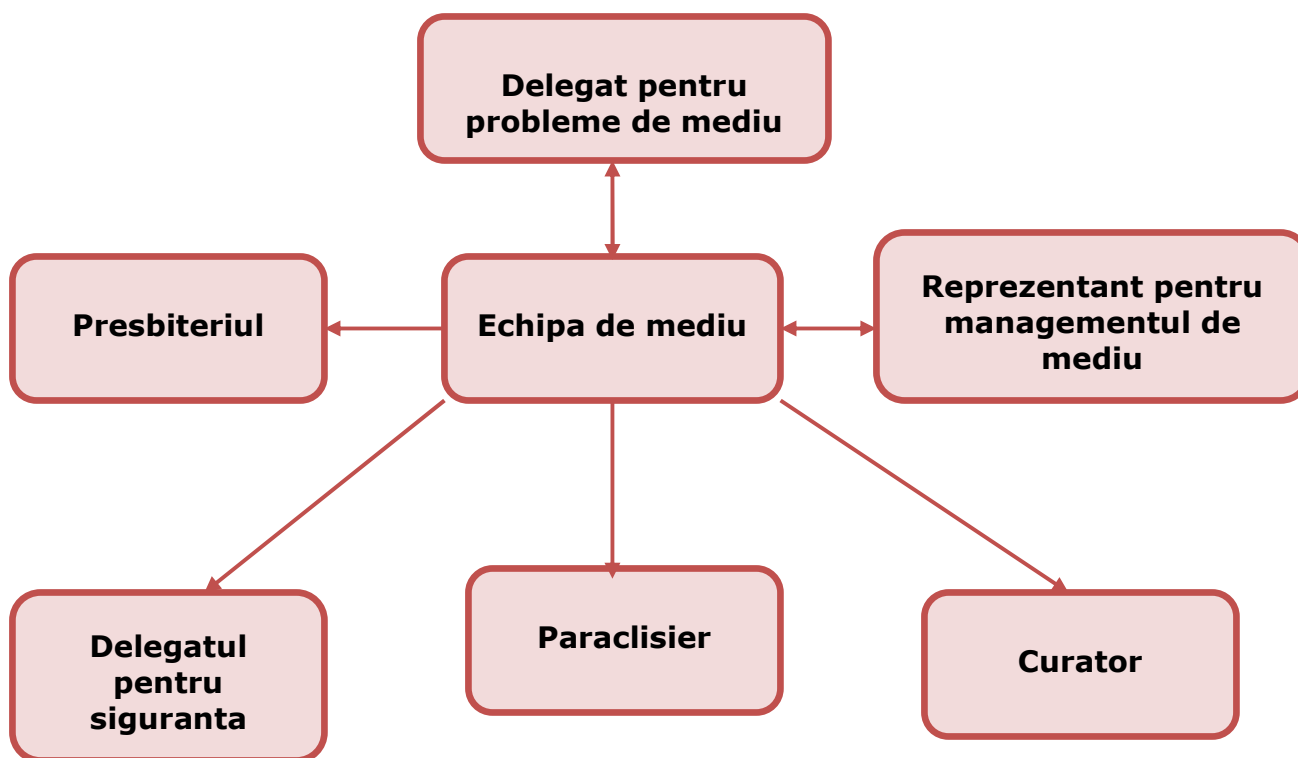 Delegat pentru
probleme de mediu
Presbiteriul
Echipa de mediu
Reprezentant pentru
managementul de
mediu
Delegatul
pentru
siguranta
Paraclisier
Curator